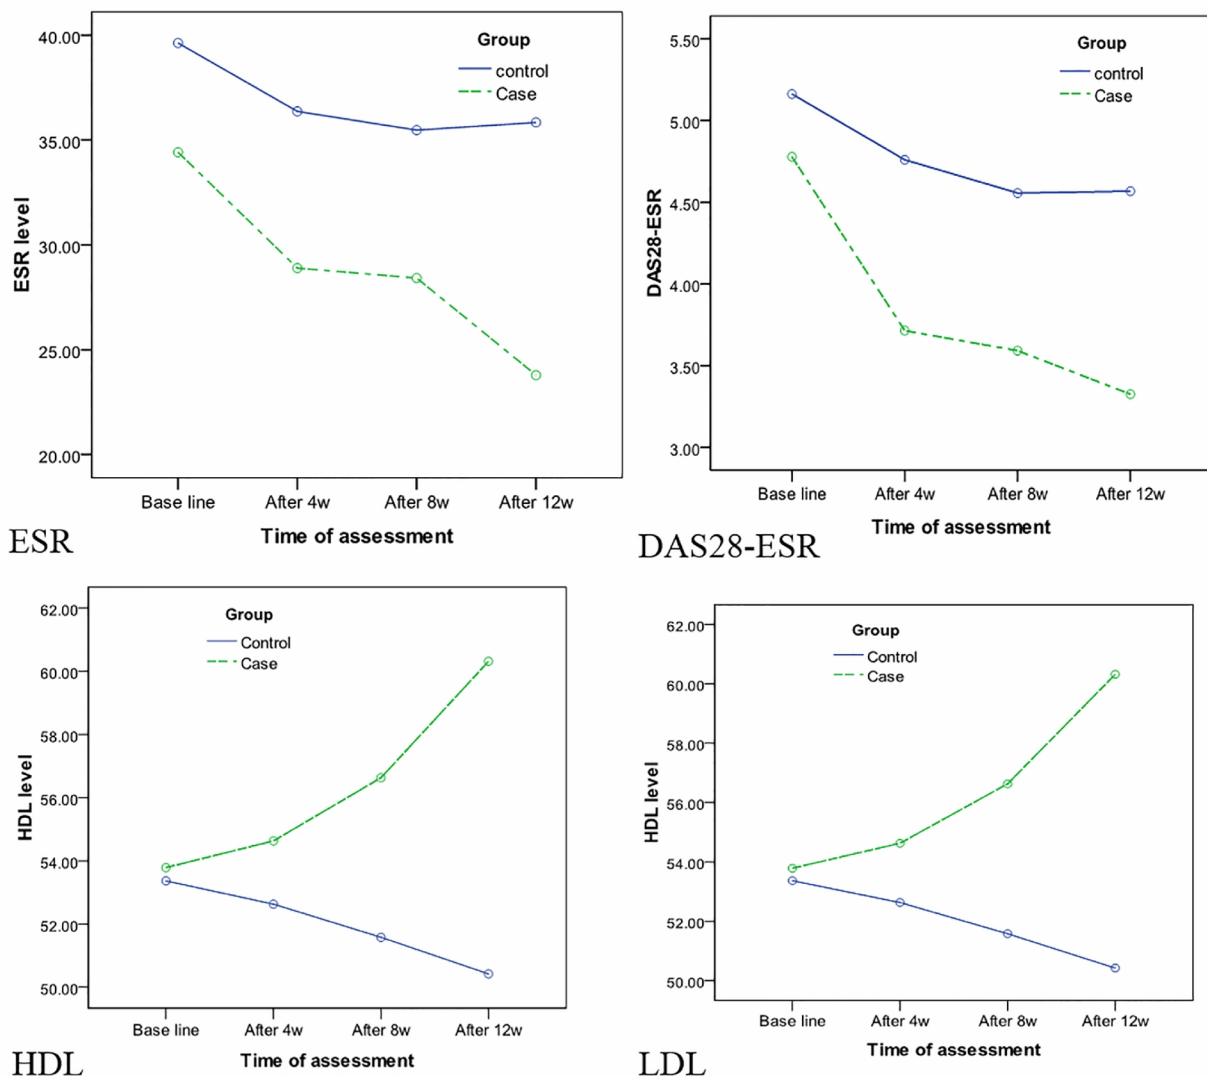 40.00
35.00
30.00
25.00
20.00
ESR level
Group
control
Case
Base line After 4w After 8w After 12w
Time of assessment
ESR
5.50
5.00
4.50
4.00
3.50
3.00
DAS28-ESR
Group
control
Case
Base line After 4w After 8w After 12w
Time of assessment
DAS28-ESR
62.00
60.00
58.00
56.00
54.00
52.00
50.00
HDL level
Group
Control
Case
Base line After 4w After 8w After 12w
Time of assessment
HDL
62.00
60.00
58.00
56.00
54.00
52.00
50.00
HDL level
Group
Control
Case
Base line After 4w After 8w After 12w
Time of assessment
LDL